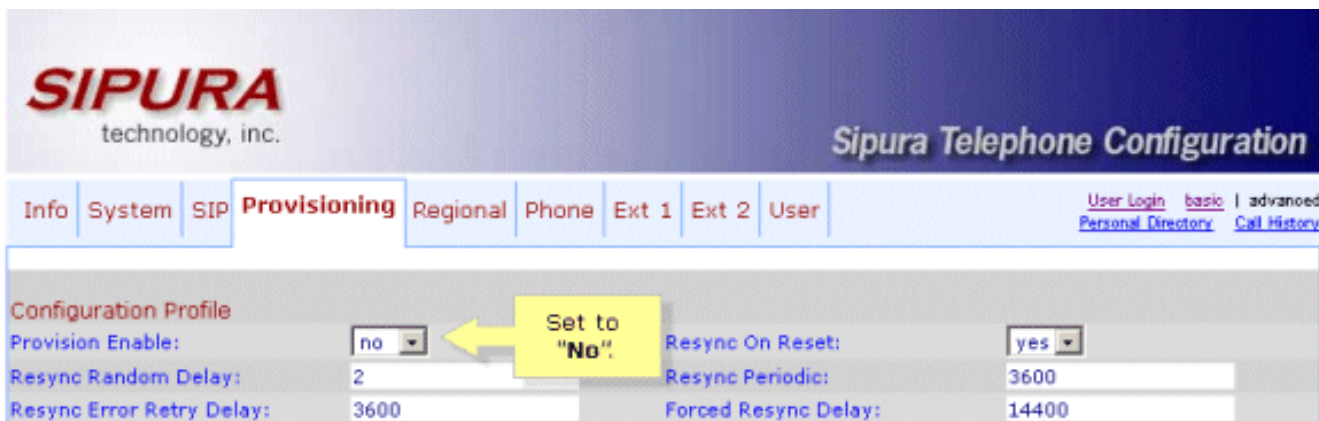 SIPURA
technology, inc.
Sipura Telephone Configuration
Info System SIP Provisioning Regional Phone Ext 1 Ext 2 User
User Login basic | advanced
Personal Directory Call History
Configuration Profile
Provision Enable: no Set to "No". Resync On Reset: yes
Resync Random Delay: 2 Resync Periodic: 3600
Resync Error Retry Delay: 3600 Forced Resync Delay: 14400